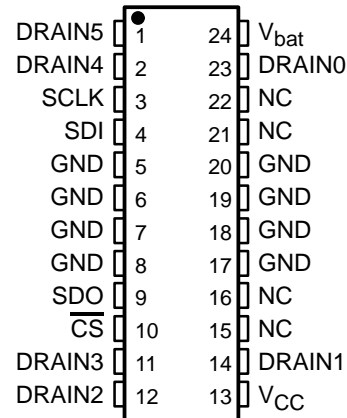 DRAIN5 1 24 Vbat
DRAIN4 2 23 DRAIN0
SCLK 3 22 NC
SDI 4 21 NC
GND 5 20 GND
GND 6 19 GND
GND 7 18 GND
GND 8 17 GND
SDO 9 16 NC
C̅S̅ 10 15 NC
DRAIN3 11 14 DRAIN1
DRAIN2 12 13 VCC